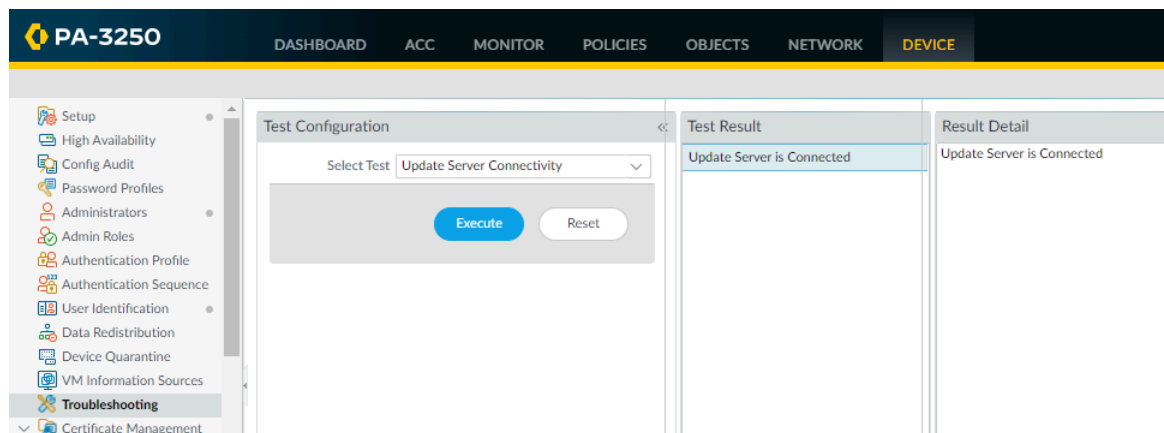 PA-3250
DASHBOARD ACC MONITOR POLICIES OBJECTS NETWORK DEVICE
Setup
High Availability
Config Audit
Password Profiles
Administrators
Admin Roles
Authentication Profile
Authentication Sequence
User Identification
Data Redistribution
Device Quarantine
VM Information Sources
Troubleshooting
Certificate Management
Test Configuration
Select Test Update Server Connectivity
Execute Reset
Test Result
Update Server is Connected
Result Detail
Update Server is Connected